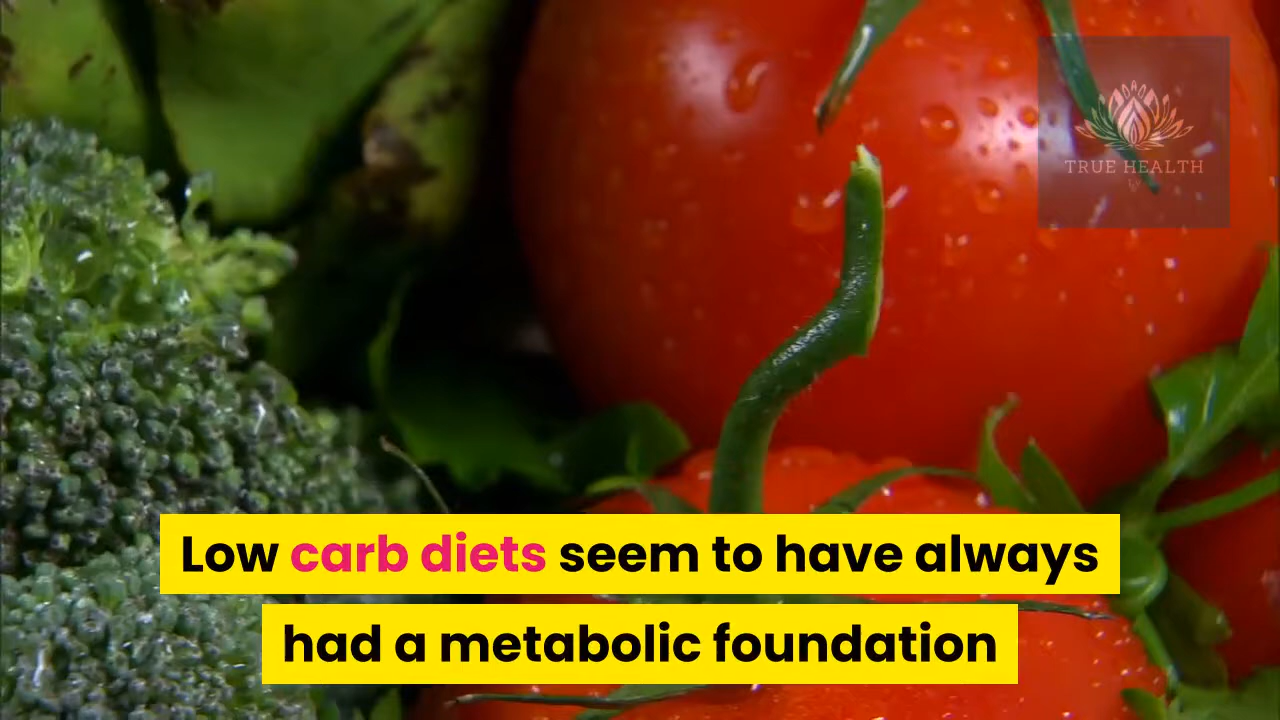 TRUE HEALTH
Low carb diets seem to have always
had a metabolic foundation